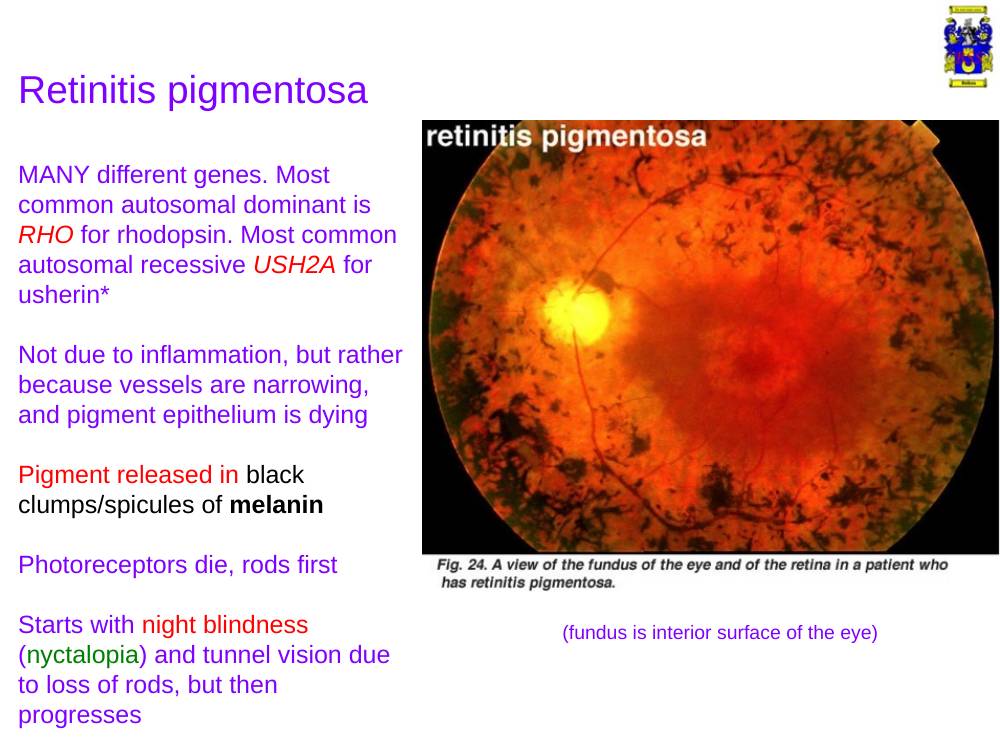 Retinitis pigmentosa
MANY different genes. Most
common autosomal dominant is
RHO for rhodopsin. Most common
autosomal recessive USH2A for
usherin*
Not due to inflammation, but rather
because vessels are narrowing,
and pigment epithelium is dying
Pigment released in black
clumps/spicules of melanin
Photoreceptors die, rods first
Starts with night blindness
(nyctalopia) and tunnel vision due
to loss of rods, but then
progresses
retinitis pigmentosa
Fig. 24. A view of the fundus of the eye and of the retina in a patient who
has retinitis pigmentosa.
(fundus is interior surface of the eye)